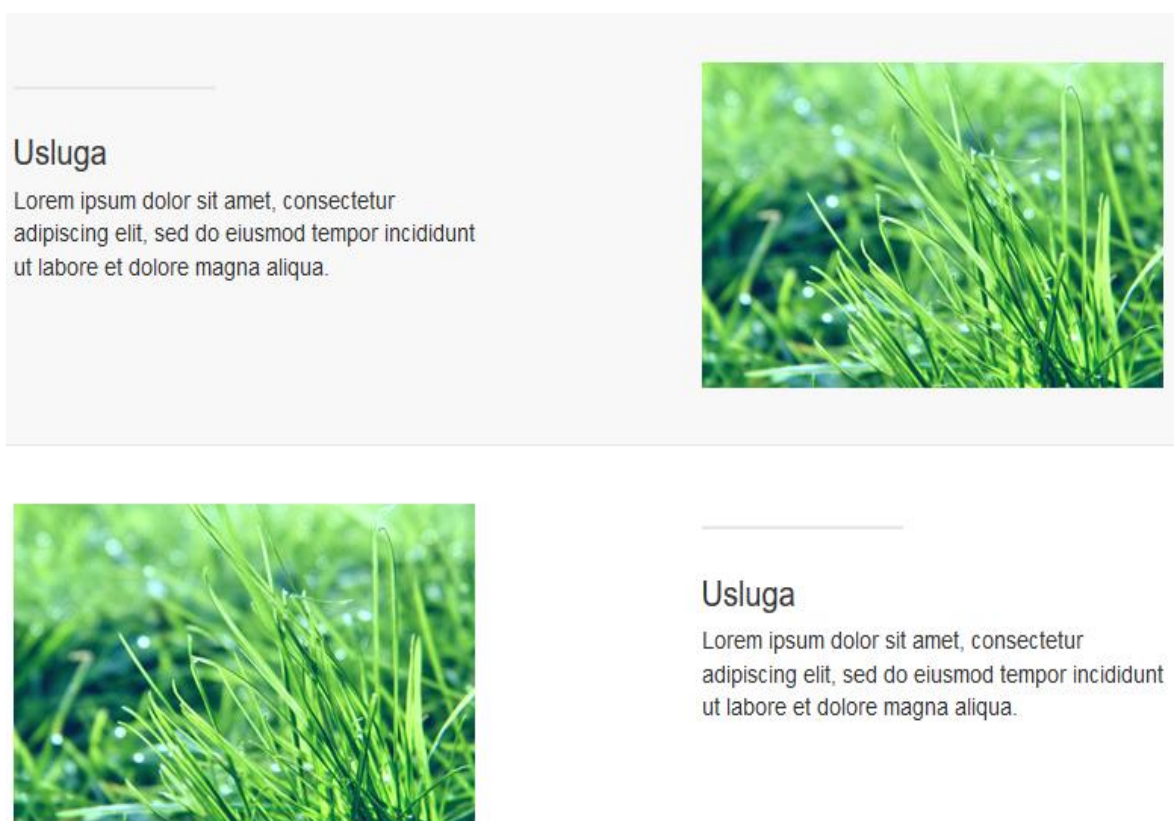 Usluga
Lorem ipsum dolor sit amet, consectetur
adipiscing elit, sed do eiusmod tempor incididunt
ut labore et dolore magna aliqua.
Usluga
Lorem ipsum dolor sit amet, consectetur
adipiscing elit, sed do eiusmod tempor incididunt
ut labore et dolore magna aliqua.